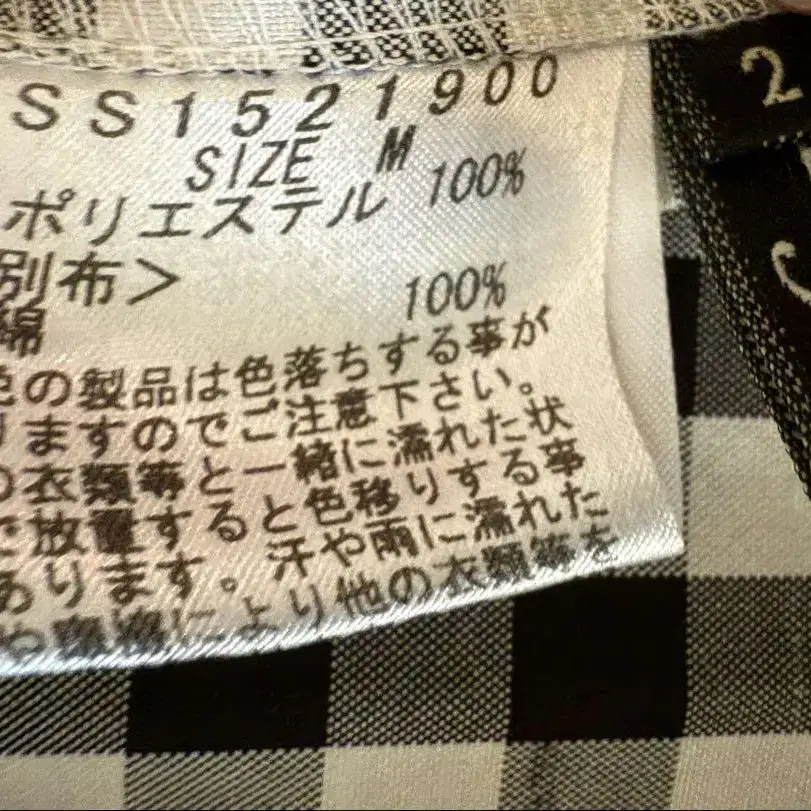 SS1521900
SIZE M
ポリエステル 100%
別布>
綿 100%
の製品は色落ちする事が
りますのでご注意下さい。
の衣類等と一緒に濡れた状
で放置すると色移りする事
あります。汗や雨に濡れた
により他の衣類等を
2